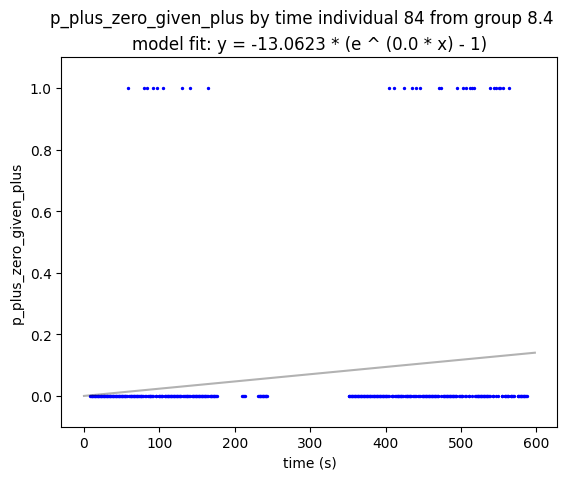 p_plus_zero_given_plus by time individual 84 from group 8.4
model fit: y = -13.0623 * (e ^ (0.0 * x) - 1)
p_plus_zero_given_plus
1.0
0.8
0.6
0.4
0.2
0.0
0 100 200 300 400 500 600
time (s)